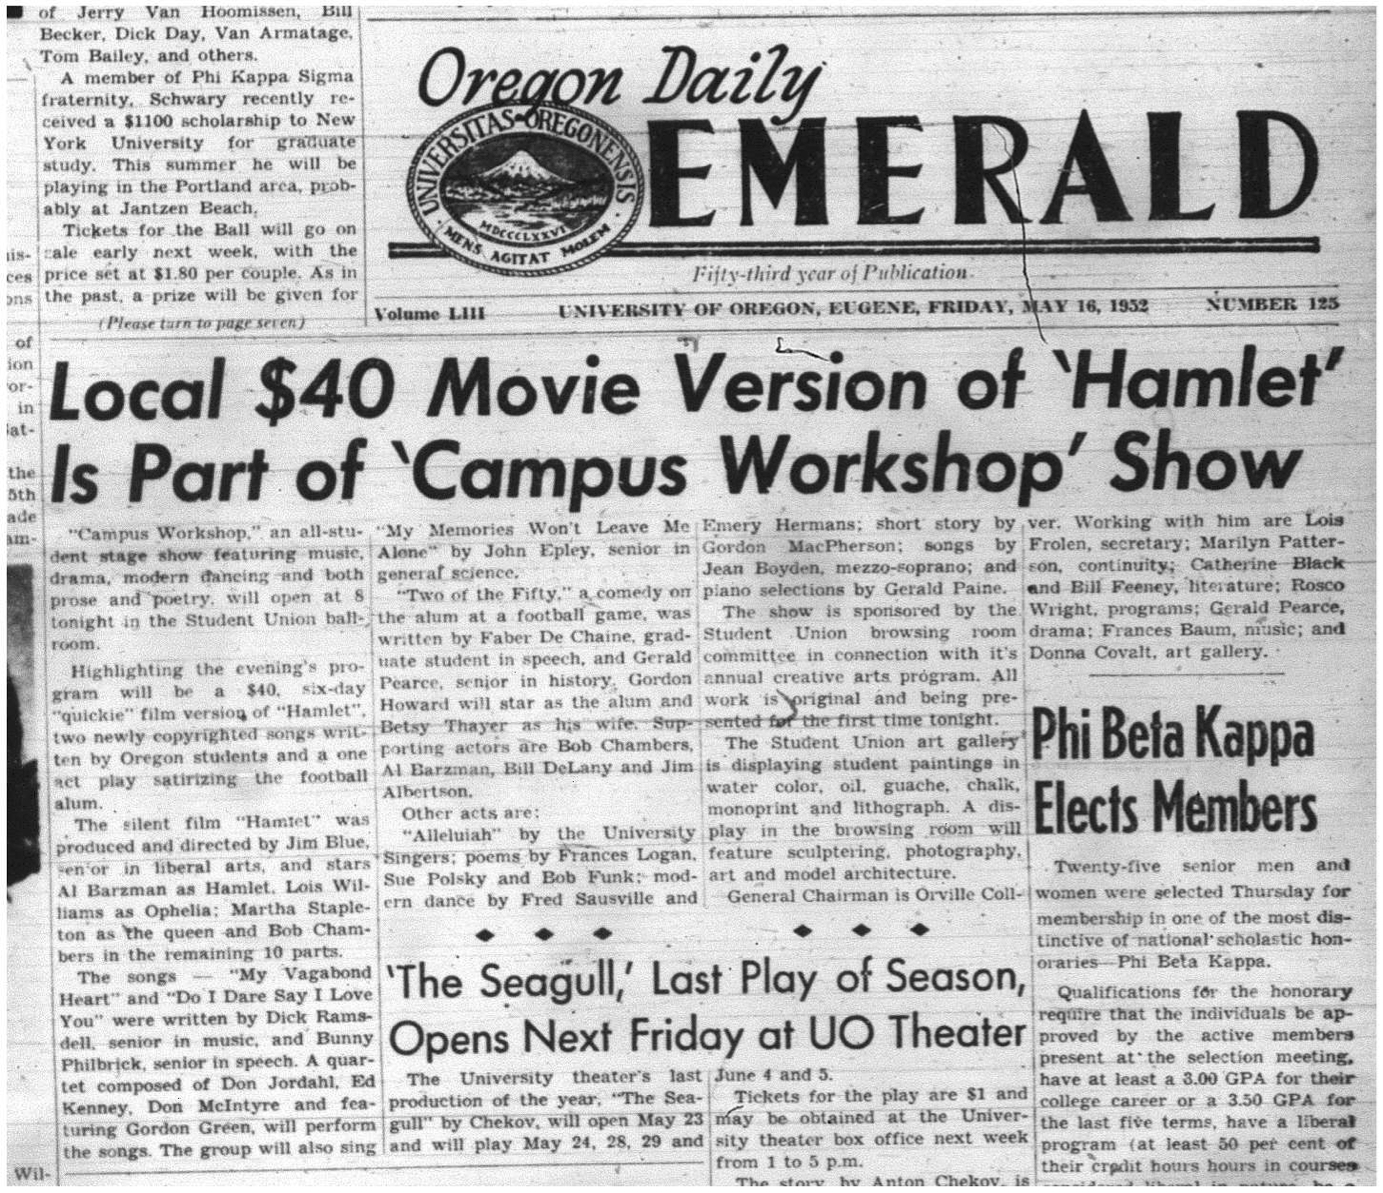 of Jerry Van Hoomissen, Bill
Becker, Dick Day, Van Armatage,
Tom Bailey, and others.
A member of Phi Kappa Sigma
fraternity, Schwary recently re-
ceived a $1100 scholarship to New
York University for graduate
study. This summer he will be
playing in the Portland area, prob-
ably at Jantzen Beach.
Tickets for the Ball will go on
sale early next week, with the
price set at $1.80 per couple. As in
the past, a prize will be given for
(Please turn to page seven)
Oregon Daily
EMERALD
UNIVERSITAS OREGONENSIS
MDCCCLXXVI
MENS AGITAT MOLEM
Fifty-third year of Publication
Volume LIII
UNIVERSITY OF OREGON, EUGENE, FRIDAY, MAY 16, 1952
NUMBER 125
Local $40 Movie Version of 'Hamlet'
Is Part of 'Campus Workshop' Show
"Campus Workshop," an all-stu-
dent stage show featuring music,
drama, modern dancing and both
prose and poetry, will open at 8
tonight in the Student Union ball-
room.
Highlighting the evening's pro-
gram will be a $40, six-day
"quickie" film version of "Hamlet",
two newly copyrighted songs writ-
ten by Oregon students and a one
act play satirizing the football
alum.
The silent film "Hamlet" was
produced and directed by Jim Blue,
senior in liberal arts, and stars
Al Barzman as Hamlet, Lois Wil-
liams as Ophelia; Martha Staple-
ton as the queen and Bob Cham-
bers in the remaining 10 parts.
The songs — "My Vagabond
Heart" and "Do I Dare Say I Love
You" were written by Dick Rams-
dell, senior in music, and Bunny
Philbrick, senior in speech. A quar-
tet composed of Don Jordahl, Ed
Kenney, Don McIntyre and fea-
turing Gordon Green, will perform
the songs. The group will also sing
"My Memories Won't Leave Me
Alone" by John Epley, senior in
general science.
"Two of the Fifty," a comedy on
the alum at a football game, was
written by Faber De Chaine, grad-
uate student in speech, and Gerald
Pearce, senior in history. Gordon
Howard will star as the alum and
Betsy Thayer as his wife. Sup-
porting actors are Bob Chambers,
Al Barzman, Bill DeLany and Jim
Albertson.
Other acts are:
"Alleluiah" by the University
Singers; poems by Frances Logan,
Sue Polsky and Bob Funk; mod-
ern dance by Fred Sausville and
Emery Hermans; short story by
Gordon MacPherson; songs by
Jean Boyden, mezzo-soprano; and
piano selections by Gerald Paine.
The show is sponsored by the
Student Union browsing room
committee in connection with it's
annual creative arts program. All
work is original and being pre-
sented for the first time tonight.
The Student Union art gallery
is displaying student paintings in
water color, oil, guache, chalk,
monoprint and lithograph. A dis-
play in the browsing room will
feature sculptering, photography,
art and model architecture.
General Chairman is Orville Coll-
ver. Working with him are Lois
Frolen, secretary; Marilyn Patter-
son, continuity; Catherine Black
and Bill Feeney, literature; Rosco
Wright, programs; Gerald Pearce,
drama; Frances Baum, music; and
Donna Covalt, art gallery.
'The Seagull,' Last Play of Season,
Opens Next Friday at UO Theater
The University theater's last
production of the year, "The Sea-
gull" by Chekov, will open May 23
and will play May 24, 28, 29 and
June 4 and 5.
Tickets for the play are $1 and
may be obtained at the Univer-
sity theater box office next week
from 1 to 5 p.m.
The story, by Anton Chekov, is
Phi Beta Kappa
Elects Members
Twenty-five senior men and
women were selected Thursday for
membership in one of the most dis-
tinctive of national scholastic hon-
oraries—Phi Beta Kappa.
Qualifications for the honorary
require that the individuals be ap-
proved by the active members
present at the selection meeting,
have at least a 3.00 GPA for their
college career or a 3.50 GPA for
the last five terms, have a liberal
program (at least 50 per cent of
their credit hours hours in courses
Wil-